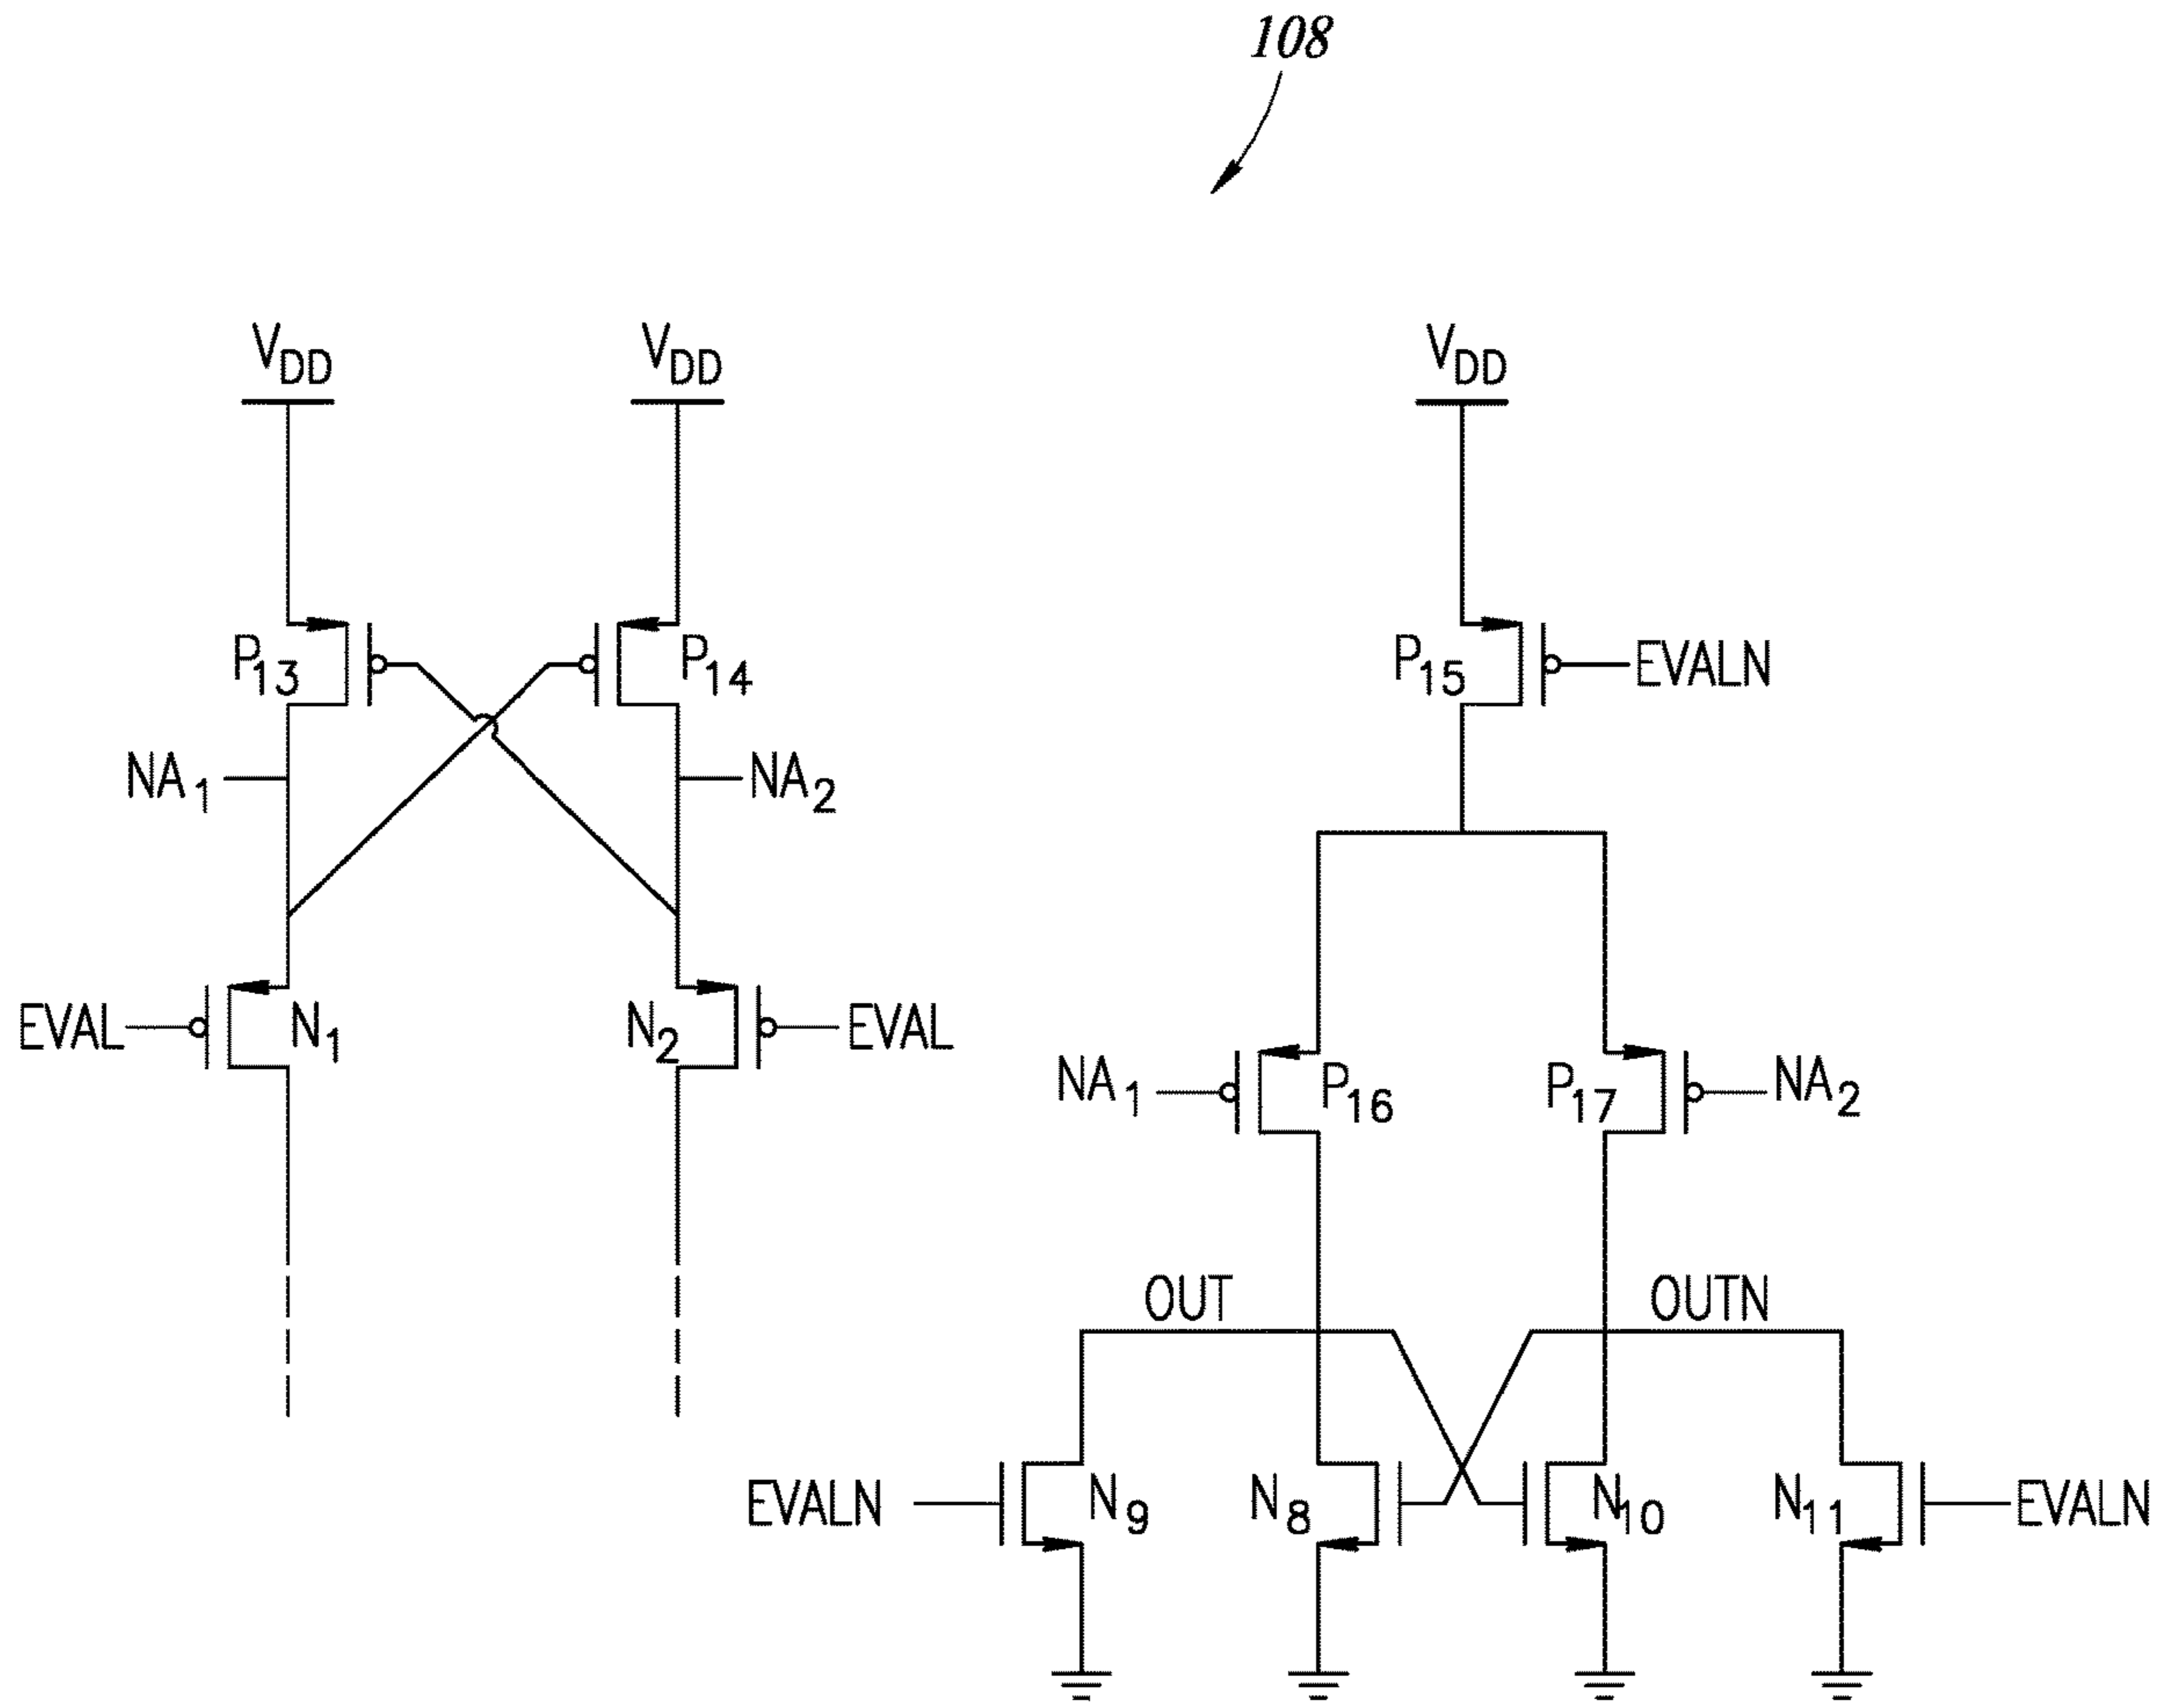 108
VDD VDD VDD
P13 P14 P15 EVALN
NA1 NA2
EVAL N1 N2 EVAL
NA1 P16 P17 NA2
OUT OUTN
EVALN N9 N8 N10 N11 EVALN